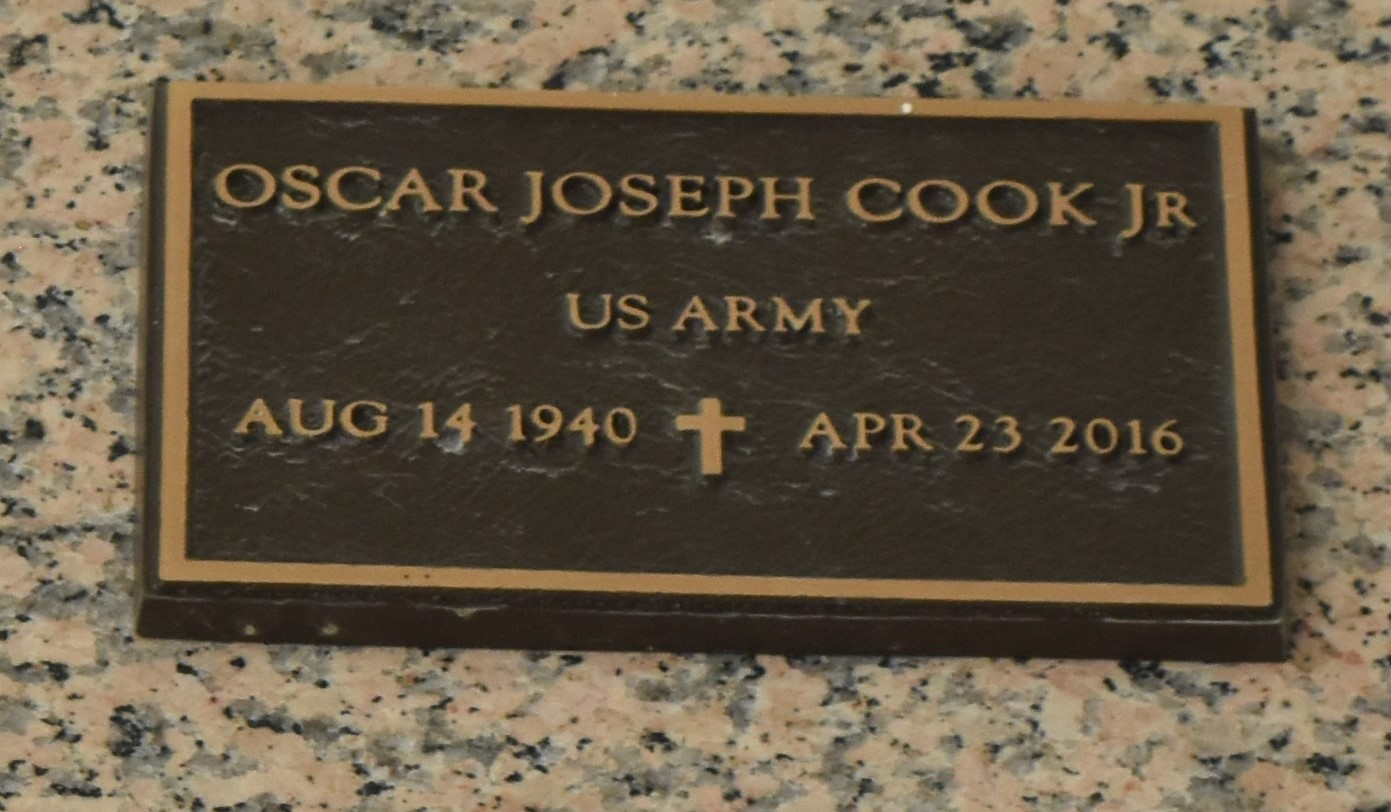 OSCAR JOSEPH COOK JR
US ARMY
AUG 14 1940 APR 23 2016